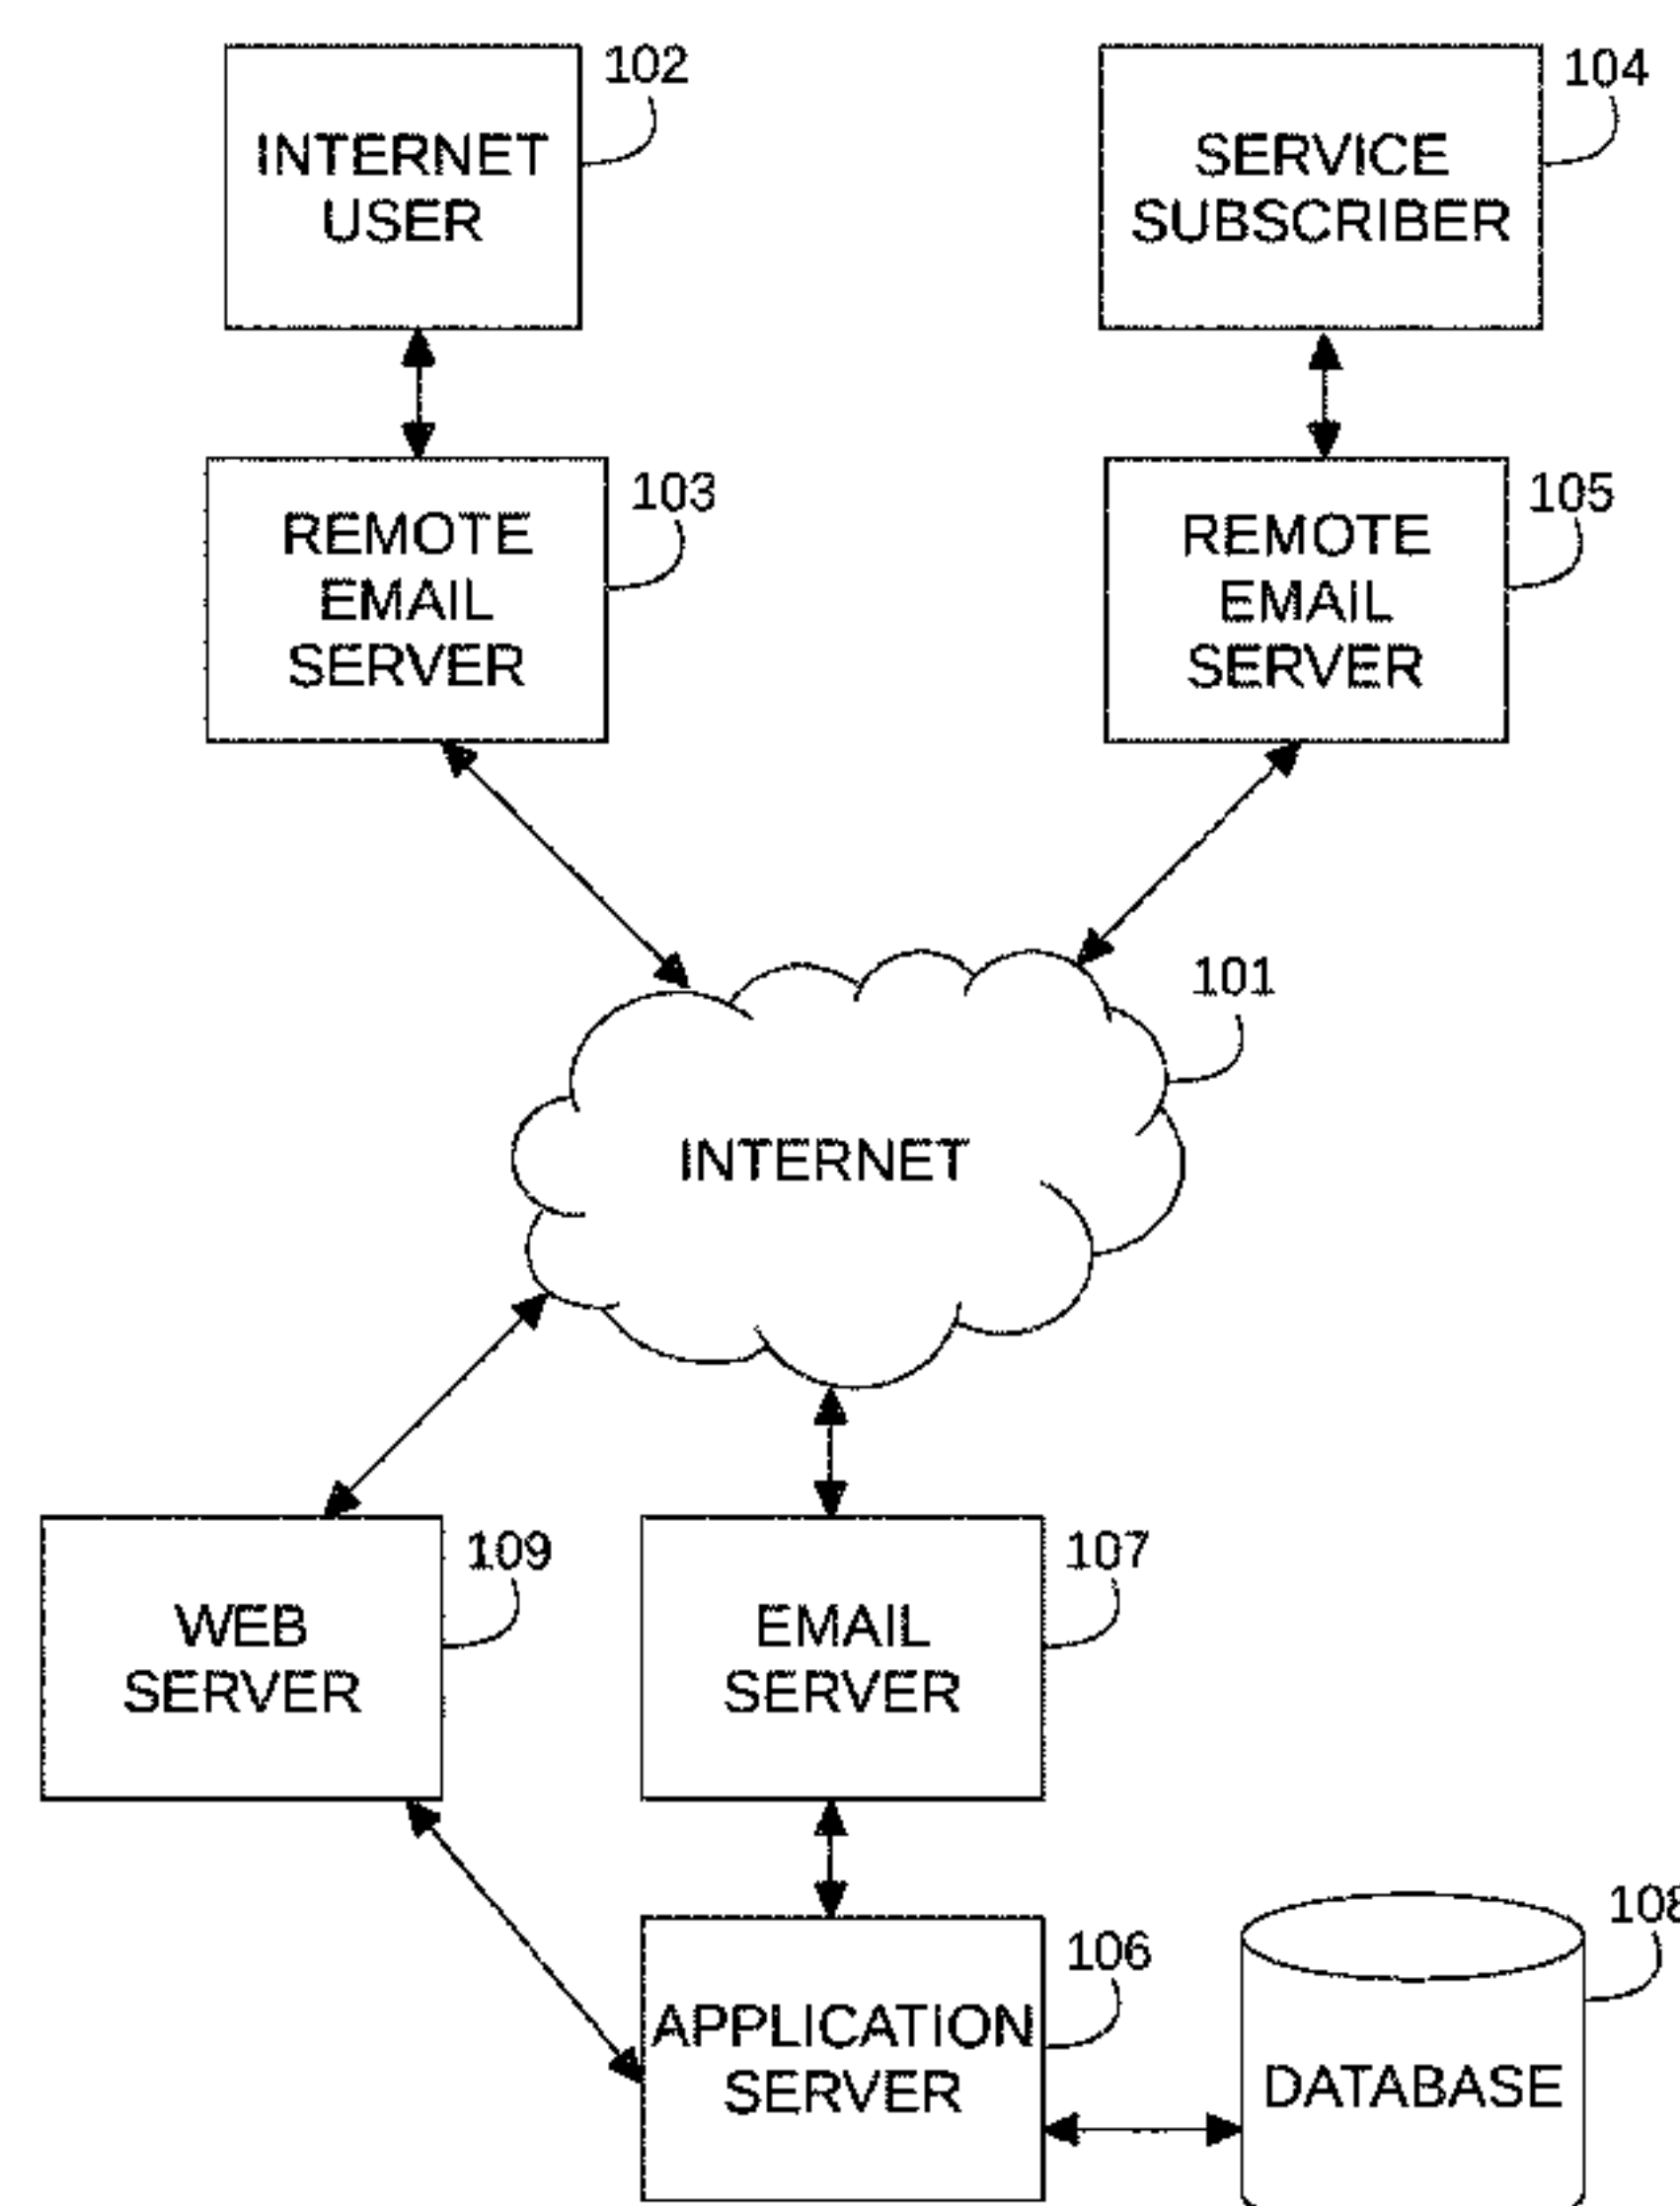 102
104
INTERNET
USER
SERVICE
SUBSCRIBER
103
105
REMOTE
EMAIL
SERVER
REMOTE
EMAIL
SERVER
101
INTERNET
109
107
WEB
SERVER
EMAIL
SERVER
108
106
APPLICATION
SERVER
DATABASE